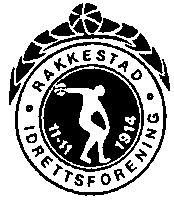 RAKKESTAD
IDRETTSFORENING
11-11 1914